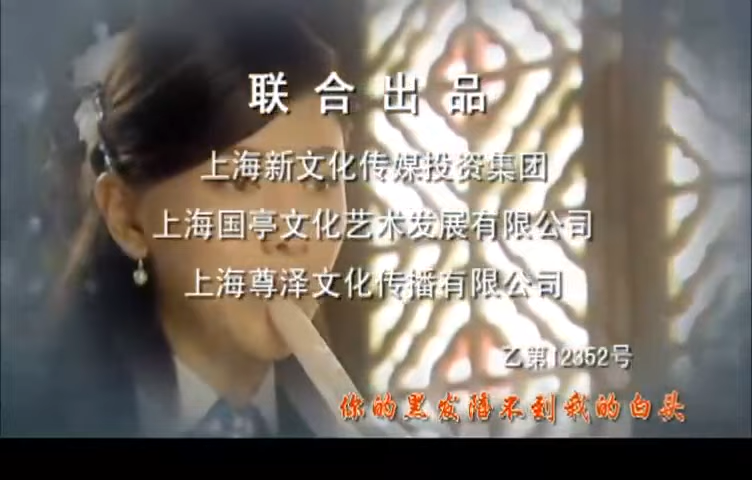 联合出品
上海新文化传媒投资集团
上海国亭文化艺术发展有限公司
上海尊泽文化传播有限公司
乙第12352号
你的黑发陪不到我的白头